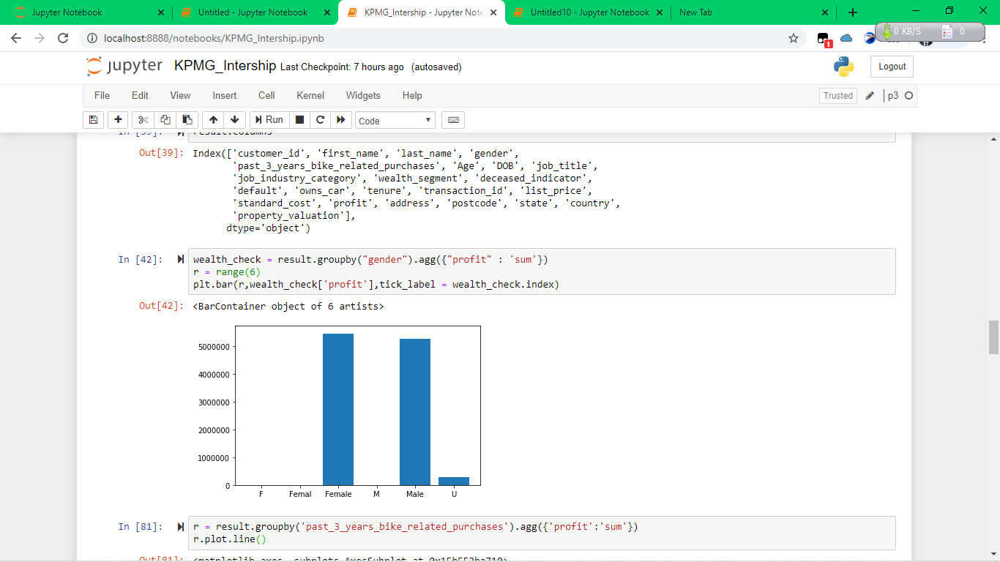 Jupyter Notebook
Untitled - Jupyter Notebook
KPMG_Intership - Jupyter Note
Untitled10 - Jupyter Notebook
New Tab
localhost:8888/notebooks/KPMG_Intership.ipynb
1
0 KB/S 0
jupyter KPMG_Intership Last Checkpoint: 7 hours ago (autosaved)
Logout
File Edit View Insert Cell Kernel Widgets Help
Trusted p3
Run Code
In [39]: result.columns
Out[39]: Index(['customer_id', 'first_name', 'last_name', 'gender',
'past_3_years_bike_related_purchases', 'Age', 'DOB', 'job_title',
'job_industry_category', 'wealth_segment', 'deceased_indicator',
'default', 'owns_car', 'tenure', 'transaction_id', 'list_price',
'standard_cost', 'profit', 'address', 'postcode', 'state', 'country',
'property_valuation'],
dtype='object')
In [42]: wealth_check = result.groupby("gender").agg({"profit" : 'sum'})
r = range(6)
plt.bar(r,wealth_check['profit'],tick_label = wealth_check.index)
Out[42]: <BarContainer object of 6 artists>
5000000
4000000
3000000
2000000
1000000
0
F Femal Female M Male U
In [81]: r = result.groupby('past_3_years_bike_related_purchases').agg({'profit':'sum'})
r.plot.line()
Out[81]: <matplotlib.axes._subplots.AxesSubplot at